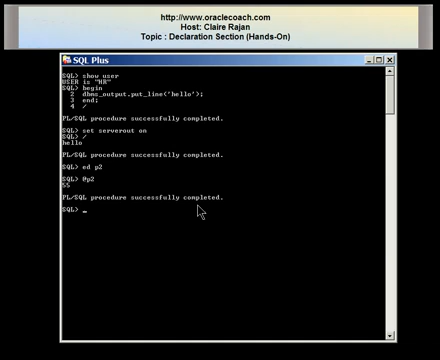 http://www.oraclecoach.com
Host: Claire Rajan
Topic : Declaration Section (Hands-On)
SQL Plus
SQL> show user
USER is "HR"
SQL> begin
2 dbms_output.put_line('hello');
3 end;
4 /
PL/SQL procedure successfully completed.
SQL> set serverout on
SQL> /
hello
PL/SQL procedure successfully completed.
SQL> ed p2
SQL> @p2
55
PL/SQL procedure successfully completed.
SQL> _